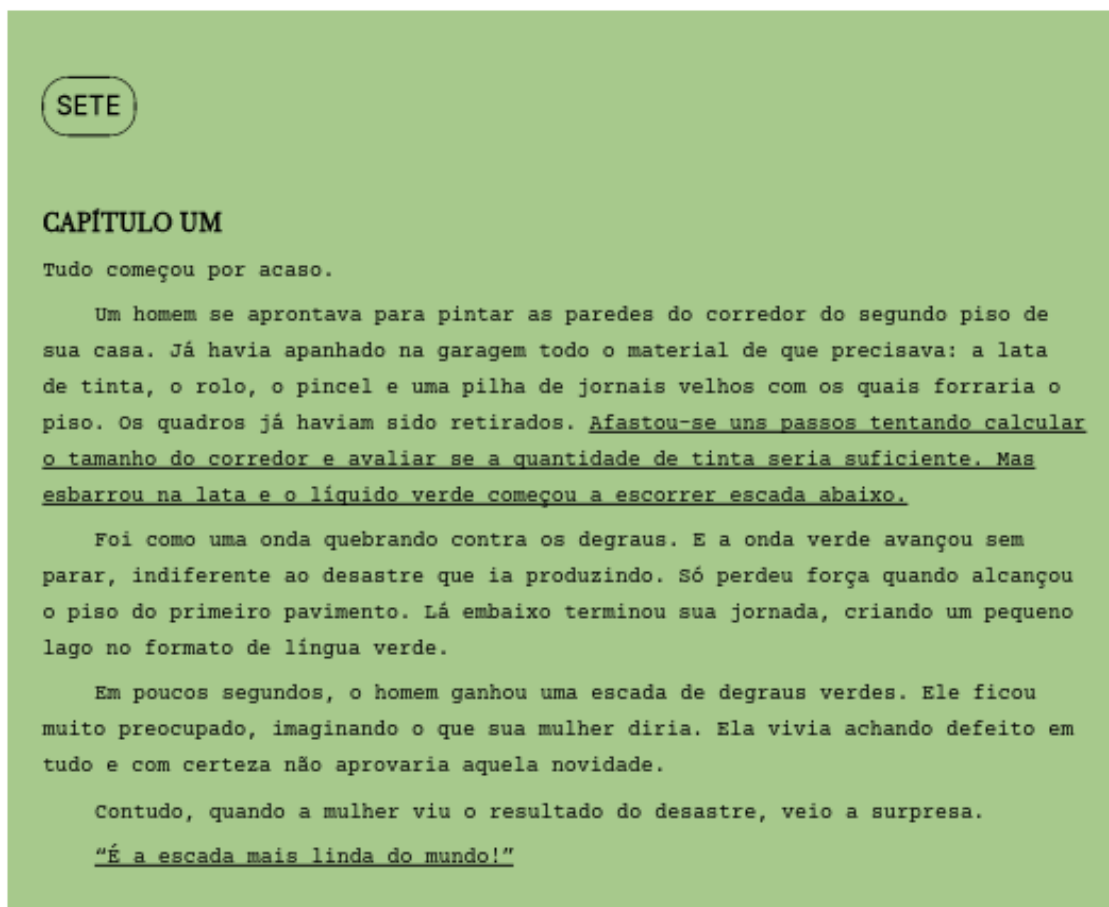 SETE
CAPÍTULO UM
Tudo começou por acaso.
Um homem se aprontava para pintar as paredes do corredor do segundo piso de
sua casa. Já havia apanhado na garagem todo o material de que precisava: a lata
de tinta, o rolo, o pincel e uma pilha de jornais velhos com os quais forraria o
piso. Os quadros já haviam sido retirados. Afastou-se uns passos tentando calcular
o tamanho do corredor e avaliar se a quantidade de tinta seria suficiente. Mas
esbarrou na lata e o líquido verde começou a escorrer escada abaixo.
Foi como uma onda quebrando contra os degraus. E a onda verde avançou sem
parar, indiferente ao desastre que ia produzindo. Só perdeu força quando alcançou
o piso do primeiro pavimento. Lá embaixo terminou sua jornada, criando um pequeno
lago no formato de língua verde.
Em poucos segundos, o homem ganhou uma escada de degraus verdes. Ele ficou
muito preocupado, imaginando o que sua mulher diria. Ela vivia achando defeito em
tudo e com certeza não aprovaria aquela novidade.
Contudo, quando a mulher viu o resultado do desastre, veio a surpresa.
“É a escada mais linda do mundo!”